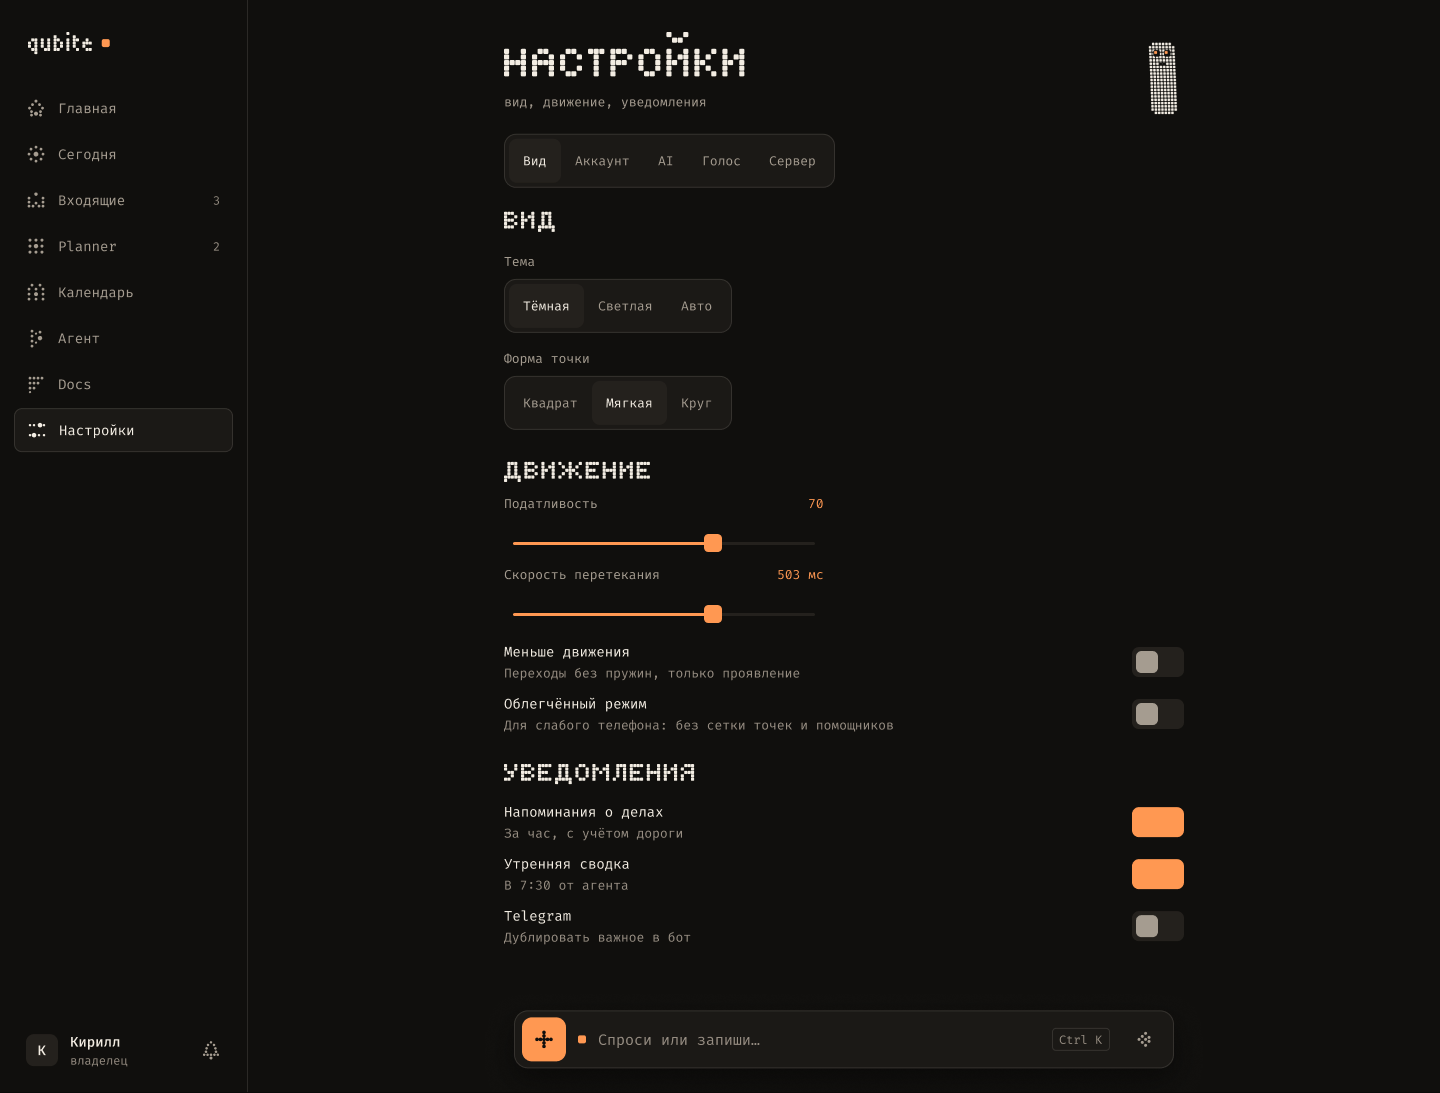 qubite
Главная
Сегодня
Входящие 3
Planner 2
Календарь
Агент
Docs
Настройки
К
Кирилл
владелец
НАСТРОЙКИ
вид, движение, уведомления
Вид Аккаунт AI Голос Сервер
ВИД
Тема
Тёмная Светлая Авто
Форма точки
Квадрат Мягкая Круг
ДВИЖЕНИЕ
Податливость 70
Скорость перетекания 503 мс
Меньше движения
Переходы без пружин, только проявление
Облегчённый режим
Для слабого телефона: без сетки точек и помощников
УВЕДОМЛЕНИЯ
Напоминания о делах
За час, с учётом дороги
Утренняя сводка
В 7:30 от агента
Telegram
Дублировать важное в бот
Спроси или запиши… Ctrl K